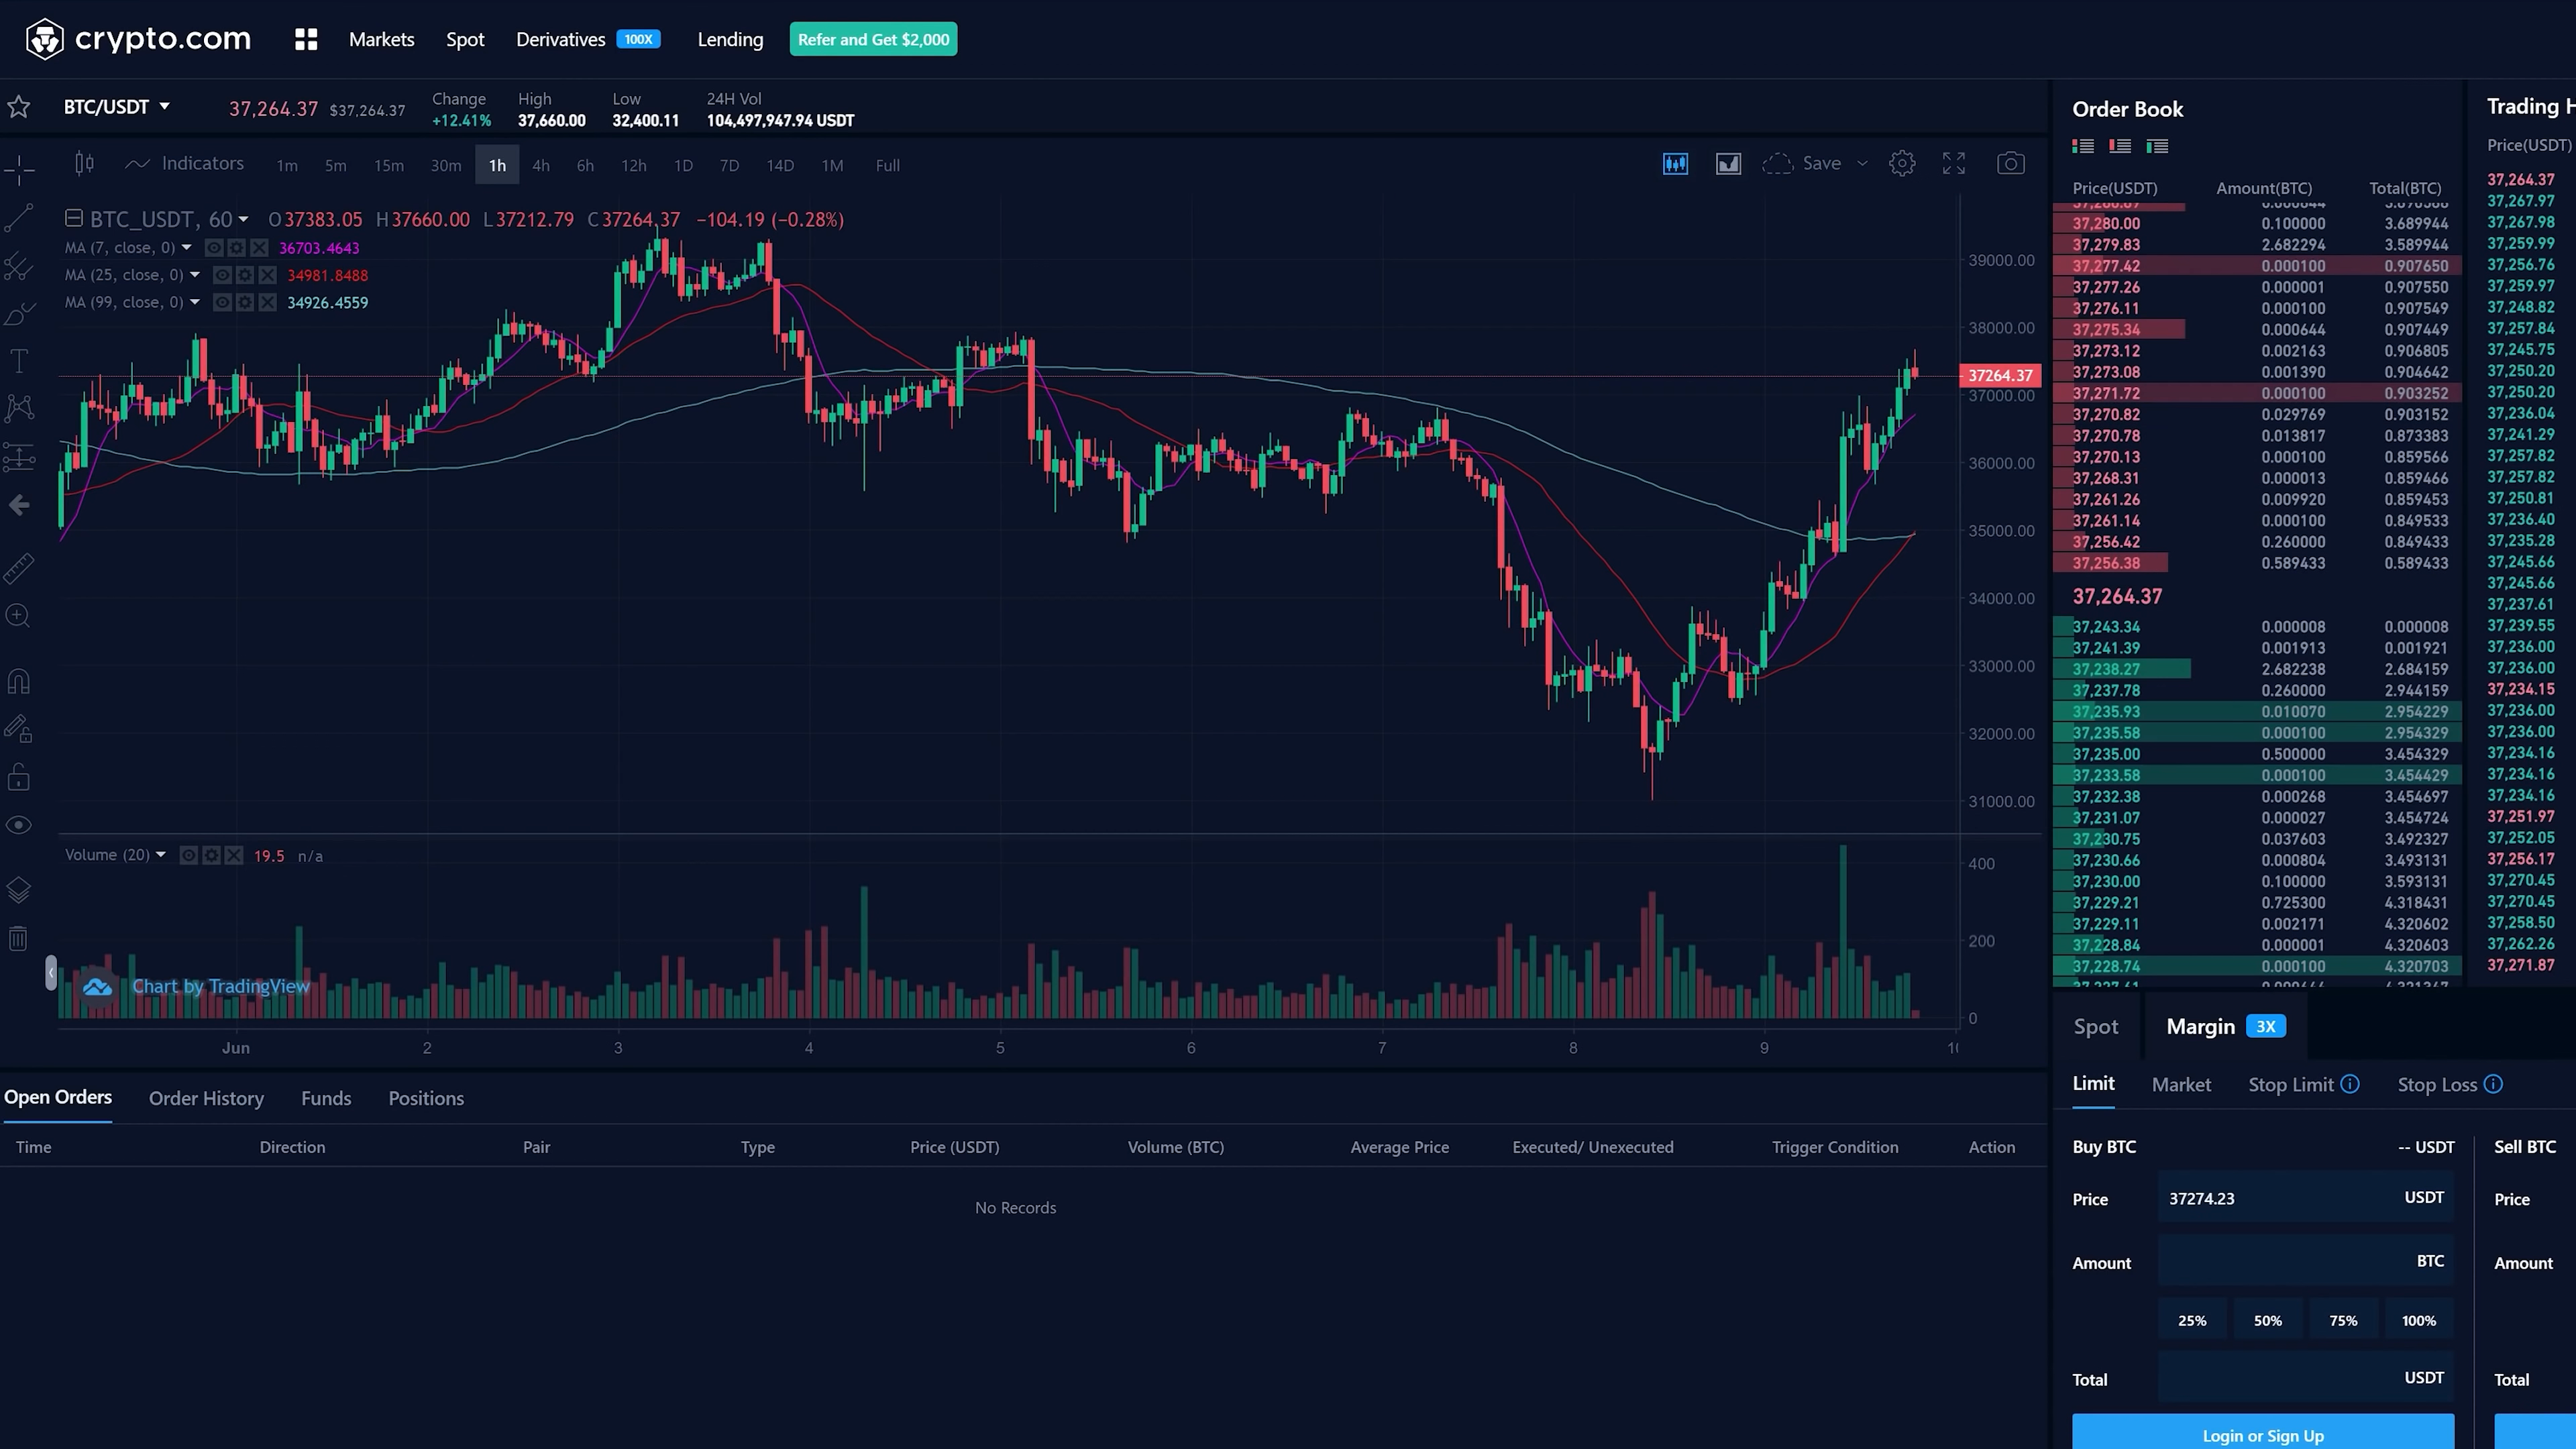 crypto.com
Markets
Spot
Derivatives 100X
Lending
Refer and Get $2,000
BTC/USDT
37,264.37 $37,264.37
Change
+12.41%
High
37,660.00
Low
32,400.11
24H Vol
104,497,947.94 USDT
Indicators 1m 5m 15m 30m 1h 4h 6h 12h 1D 7D 14D 1M Full
Save
BTC_USDT, 60 O37383.05 H37660.00 L37212.79 C37264.37 −104.19 (−0.28%)
MA (7, close, 0) 36703.4643
MA (25, close, 0) 34981.8488
MA (99, close, 0) 34926.4559
39000.00
38000.00
37264.37
37000.00
36000.00
35000.00
34000.00
33000.00
32000.00
31000.00
Volume (20) 19.5 n/a
400
200
0
Chart by TradingView
Jun 2 3 4 5 6 7 8 9
Open Orders Order History Funds Positions
Time Direction Pair Type Price (USDT) Volume (BTC) Average Price Executed/ Unexecuted Trigger Condition Action
No Records
Order Book
Price(USDT) Amount(BTC) Total(BTC)
37,280.00 0.100000 3.689944
37,279.83 2.682294 3.589944
37,277.42 0.000100 0.907650
37,277.26 0.000001 0.907550
37,276.11 0.000100 0.907549
37,275.34 0.000644 0.907449
37,273.12 0.002163 0.906805
37,273.08 0.001390 0.904642
37,271.72 0.000100 0.903252
37,270.82 0.029769 0.903152
37,270.78 0.013817 0.873383
37,270.13 0.000100 0.859566
37,268.31 0.000013 0.859466
37,261.26 0.009920 0.859453
37,261.14 0.000100 0.849533
37,256.42 0.260000 0.849433
37,256.38 0.589433 0.589433
37,264.37
37,243.34 0.000008 0.000008
37,241.39 0.001913 0.001921
37,238.27 2.682238 2.684159
37,237.78 0.260000 2.944159
37,235.93 0.010070 2.954229
37,235.58 0.000100 2.954329
37,235.00 0.500000 3.454329
37,233.58 0.000100 3.454429
37,232.38 0.000268 3.454697
37,231.07 0.000027 3.454724
37,230.75 0.037603 3.492327
37,230.66 0.000804 3.493131
37,230.00 0.100000 3.593131
37,229.21 0.725300 4.318431
37,229.11 0.002171 4.320602
37,228.84 0.000001 4.320603
37,228.74 0.000100 4.320703
Trading H
Price(USDT)
37,264.37
37,267.97
37,267.98
37,259.99
37,256.76
37,259.97
37,248.82
37,257.84
37,245.75
37,250.20
37,250.20
37,236.04
37,241.29
37,257.82
37,257.82
37,250.81
37,236.40
37,235.28
37,245.66
37,245.66
37,237.61
37,239.55
37,236.00
37,236.00
37,234.15
37,236.00
37,236.00
37,234.16
37,234.16
37,234.16
37,251.97
37,252.05
37,256.17
37,270.45
37,270.45
37,258.50
37,262.26
37,271.87
Spot Margin 3X
Limit Market Stop Limit Stop Loss
Buy BTC -- USDT
Price 37274.23 USDT
Amount BTC
25% 50% 75% 100%
Total USDT
Login or Sign Up
Sell BTC
Price
Amount
Total